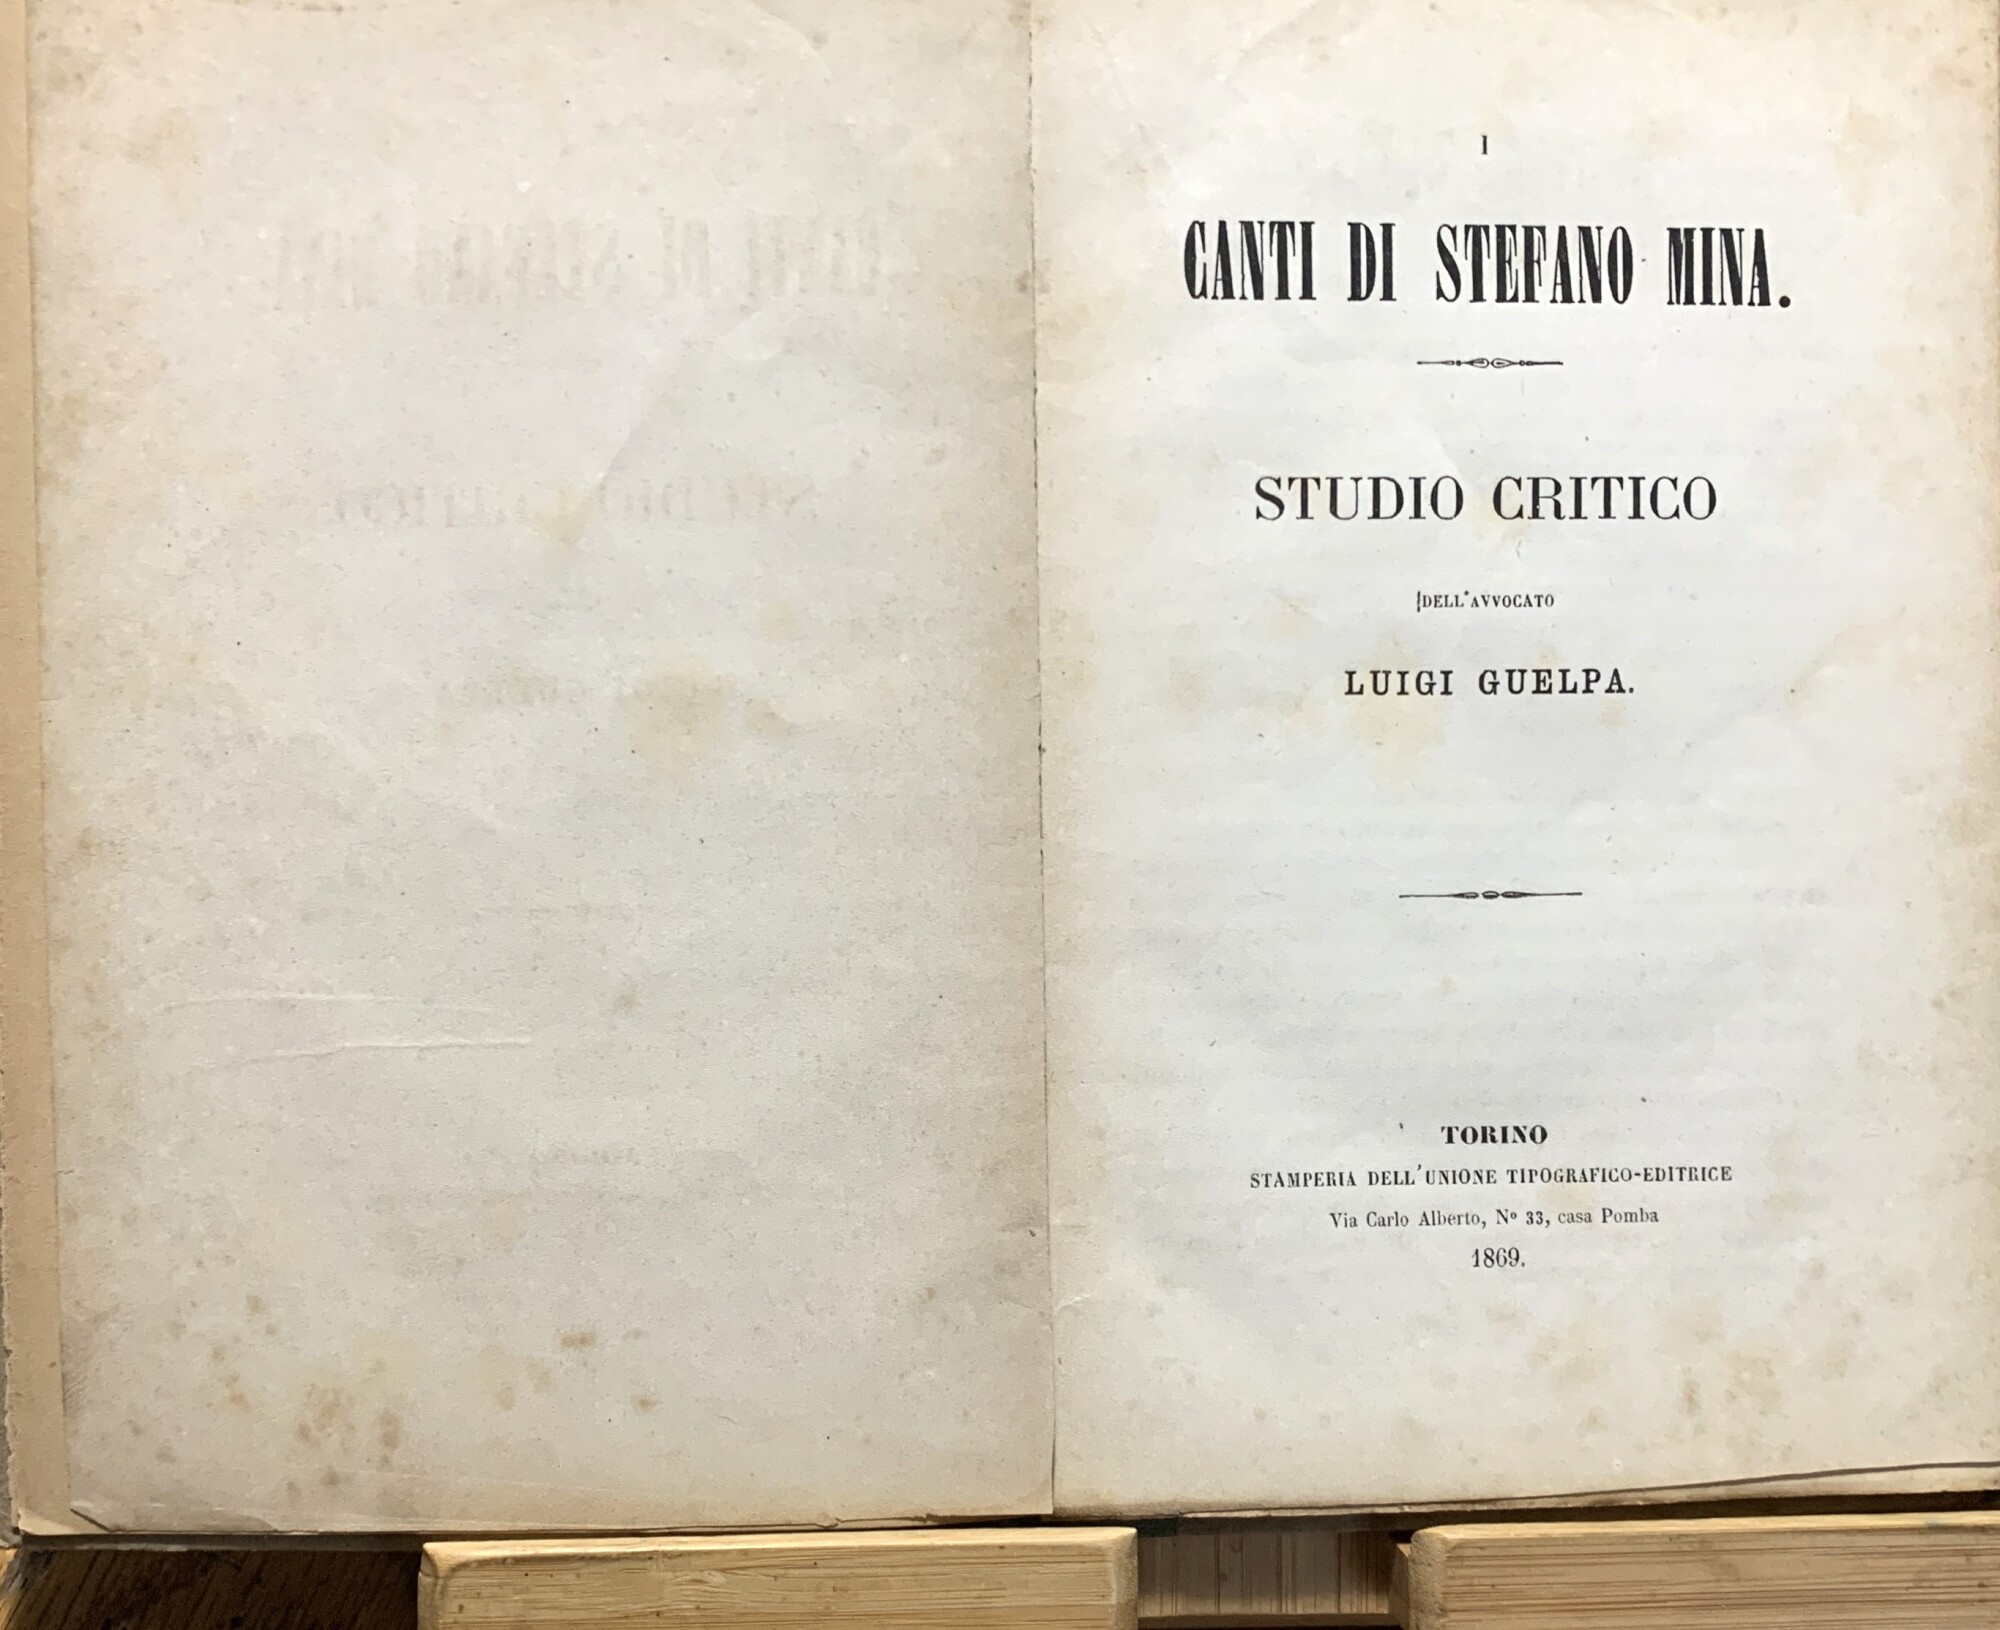 I
CANTI DI STEFANO MINA.
STUDIO CRITICO
DELL'AVVOCATO
LUIGI GUELPA.
TORINO
STAMPERIA DELL'UNIONE TIPOGRAFICO-EDITRICE
Via Carlo Alberto, Nº 33, casa Pomba
1869.